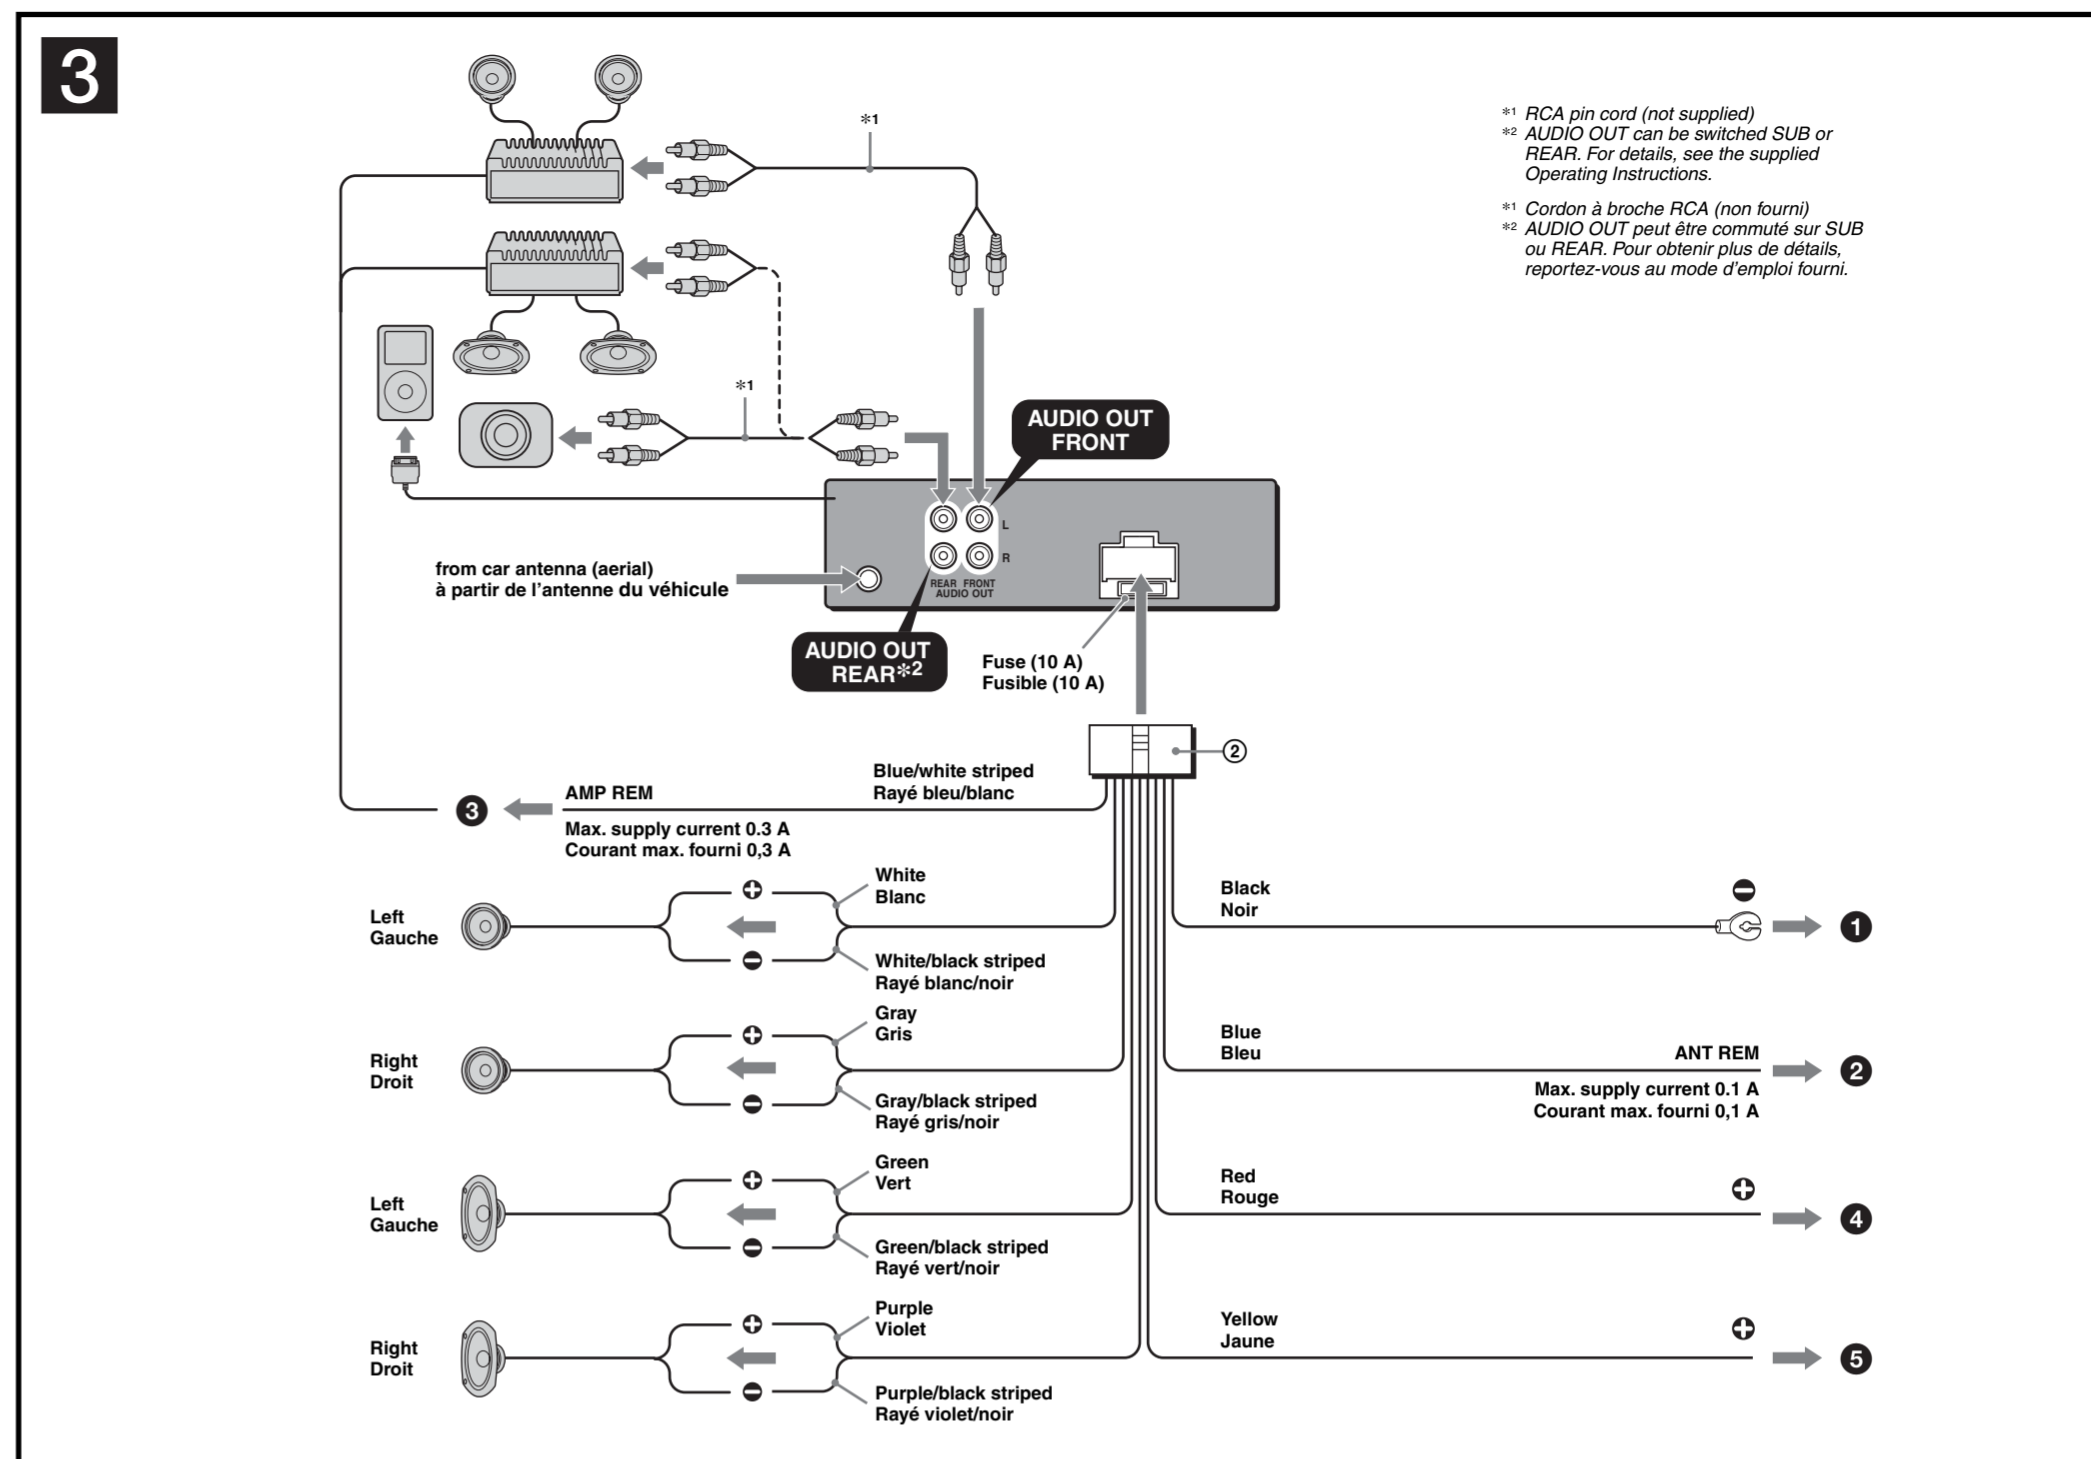 3
*1 RCA pin cord (not supplied)
*2 AUDIO OUT can be switched SUB or
REAR. For details, see the supplied
Operating Instructions.
*1 Cordon à broche RCA (non fourni)
*2 AUDIO OUT peut être commuté sur SUB
ou REAR. Pour obtenir plus de détails,
reportez-vous au mode d'emploi fourni.
*1
*1
AUDIO OUT
FRONT
L
R
REAR FRONT
AUDIO OUT
from car antenna (aerial)
à partir de l'antenne du véhicule
AUDIO OUT
REAR*2
Fuse (10 A)
Fusible (10 A)
②
Blue/white striped
Rayé bleu/blanc
❸
AMP REM
Max. supply current 0.3 A
Courant max. fourni 0,3 A
Left
Gauche
+
−
White
Blanc
White/black striped
Rayé blanc/noir
Black
Noir
−
❶
Right
Droit
+
−
Gray
Gris
Gray/black striped
Rayé gris/noir
Blue
Bleu
ANT REM
Max. supply current 0.1 A
Courant max. fourni 0,1 A
❷
Left
Gauche
+
−
Green
Vert
Green/black striped
Rayé vert/noir
Red
Rouge
+
❹
Right
Droit
+
−
Purple
Violet
Purple/black striped
Rayé violet/noir
Yellow
Jaune
+
❺